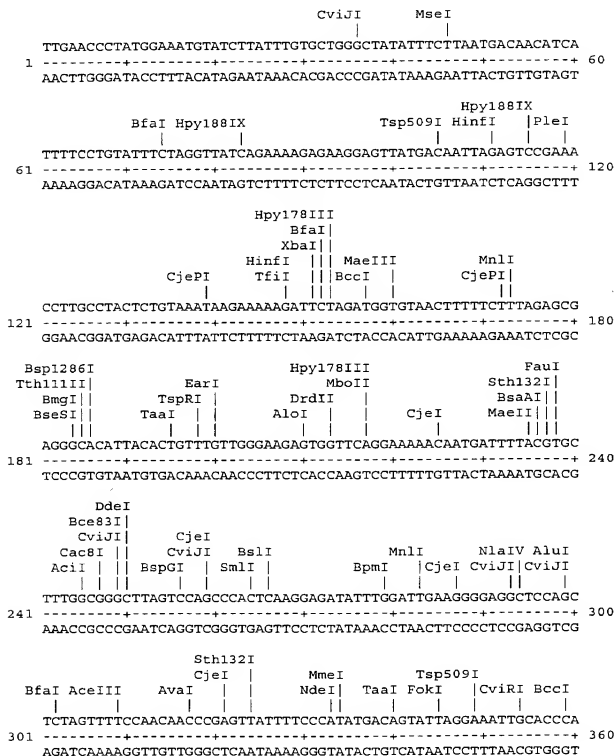 CviJI MseI
TTGAACCCTATGGAAATGTATCTTATTTGTGCTGGGCTATATTTCTTAATGACAACATCA
1 ---------+---------+---------+---------+---------+--------- 60
AACTTGGGATACCTTTACATAGAATAAACACGACCCGATATAAAGAATTACTGTTGTAGT
Hpy188IX
BfaI Hpy188IX Tsp509I HinfI PleI
TTTTCCTGTATTTCTAGGTTATCAGAAAAGAGAAGGAGTTATGACAATTAGAGTCCGAAA
61 ---------+---------+---------+---------+---------+--------- 120
AAAAGGACATAAAGATCCAATAGTCTTTTCTCTTCCTCAATACTGTTAATCTCAGGCTTT
Hpy178III
BfaI
XbaI
HinfI MaeIII MnlI
CjePI TfiI BccI CjePI
CCTTGCCTACTCTGTAAATAAGAAAAAGATTCTAGATGGTGTAACTTTTTCTTTAGAGCG
121 ---------+---------+---------+---------+---------+--------- 180
GGAACGGATGAGACATTTATTCTTTTTCTAAGATCTACCACATTGAAAAAGAAATCTCGC
Bsp1286I Hpy178III FauI
Tth111II EarI MboII Sth132I
BmgI TspRI DrdII BsaAI
BseSI TaaI AloI CjeI MaeII
AGGGCACATTACACTGTTTGTTGGGAAGAGTGGTTCAGGAAAAACAATGATTTTACGTGC
181 ---------+---------+---------+---------+---------+--------- 240
TCCCGTGTAATGTGACAAACAACCCTTCTCACCAAGTCCTTTTTGTTACTAAAATGCACG
DdeI
Bce83I
CviJI CjeI
Cac8I CviJI BslI MnlI NlaIV AluI
AciI BspGI SmlI BpmI CjeI CviJI CviJI
TTTGGCGGGCTTAGTCCAGCCCACTCAAGGAGATATTTGGATTGAAGGGGAGGCTCCAGC
241 ---------+---------+---------+---------+---------+--------- 300
AAACCGCCCGAATCAGGTCGGGTGAGTTCCTCTATAAACCTAACTTCCCCTCCGAGGTCG
Sth132I
CjeI MmeI Tsp509I
BfaI AceIII AvaI NdeI TaaI FokI CviRI BccI
TCTAGTTTTCCAACAACCCGAGTTATTTTCCCATATGACAGTATTAGGAAATTGCACCCA
301 ---------+---------+---------+---------+---------+--------- 360
AGATCAAAAGGTTGTTGGGCTCAATAAAAGGGTATACTGTCATAATCCTTTAACGTGGGT